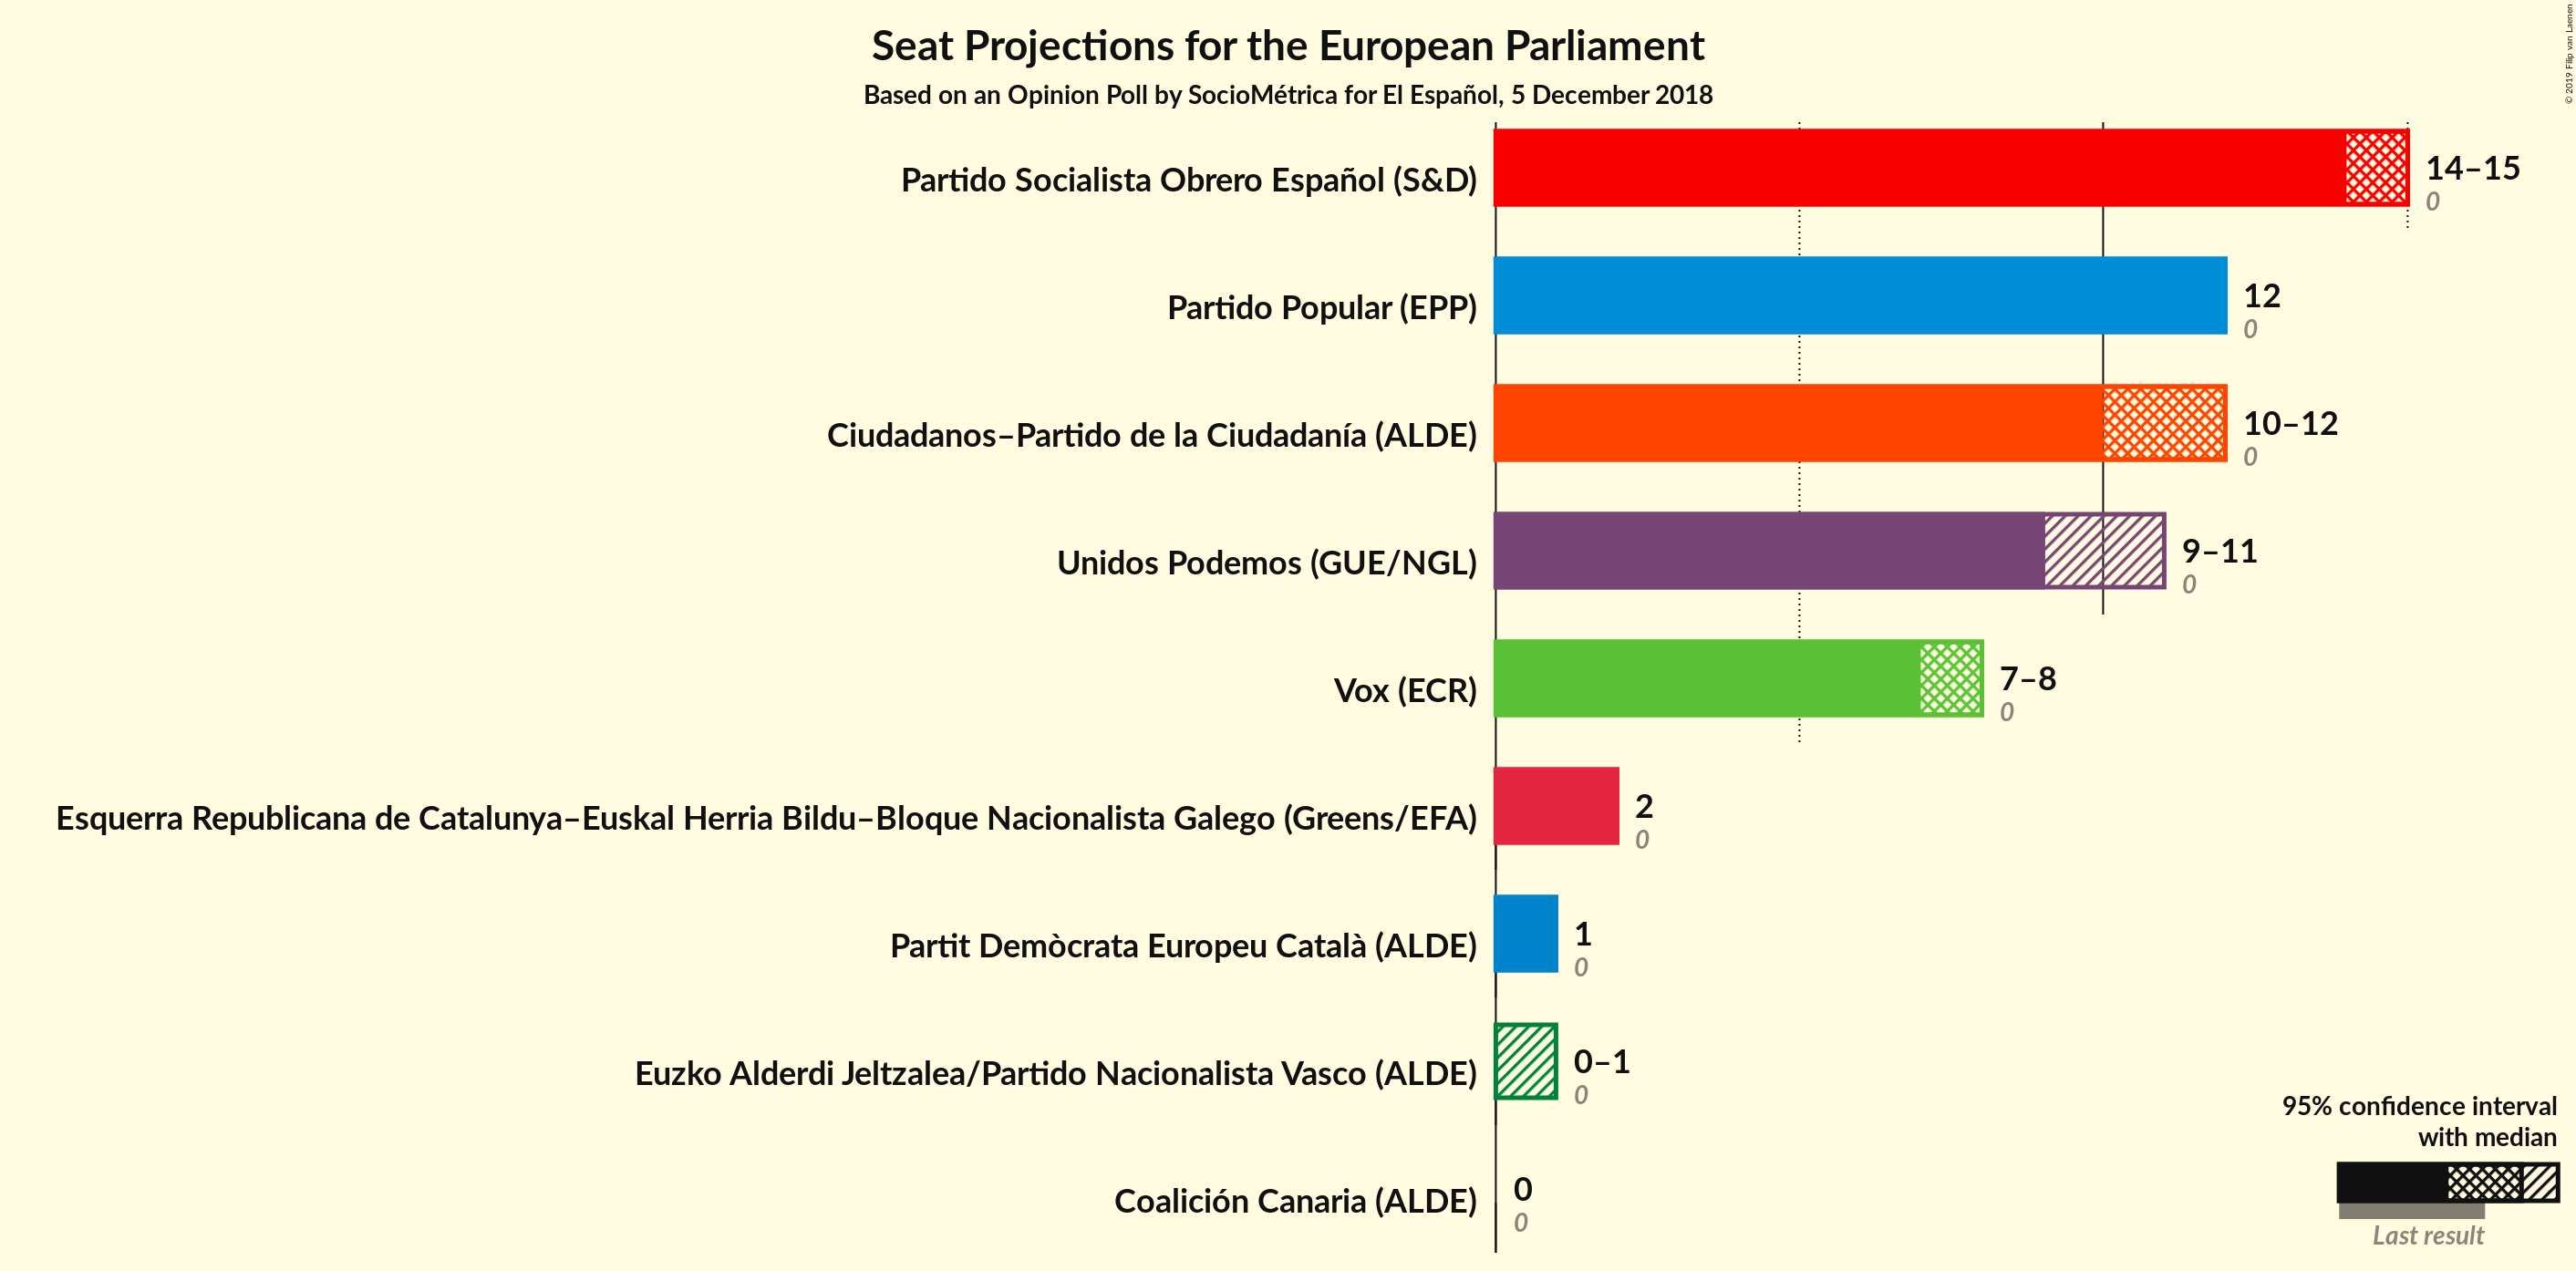 Seat Projections for the European Parliament
Based on an Opinion Poll by SocioMétrica for El Español, 5 December 2018
© 2019 Filip van Laenen
Partido Socialista Obrero Español (S&D)
14–15
0
Partido Popular (EPP)
12
0
Ciudadanos–Partido de la Ciudadanía (ALDE)
10–12
0
Unidos Podemos (GUE/NGL)
9–11
0
Vox (ECR)
7–8
0
Esquerra Republicana de Catalunya–Euskal Herria Bildu–Bloque Nacionalista Galego (Greens/EFA)
2
0
Partit Demòcrata Europeu Català (ALDE)
1
0
Euzko Alderdi Jeltzalea/Partido Nacionalista Vasco (ALDE)
0–1
0
Coalición Canaria (ALDE)
0
0
95% confidence interval
with median
Last result